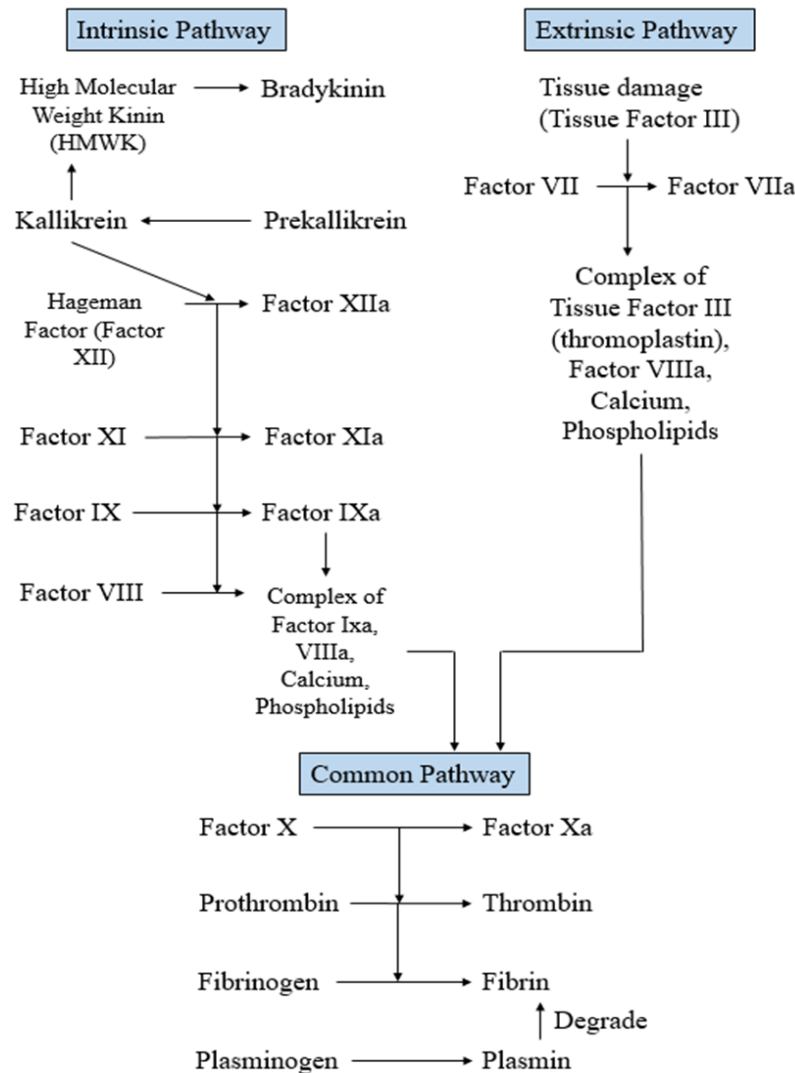 Intrinsic Pathway
High Molecular
Weight Kinin
(HMWK)
Bradykinin
Kallikrein
Prekallikrein
Hageman
Factor (Factor
XII)
Factor XIIa
Factor XI
Factor XIa
Factor IX
Factor IXa
Factor VIII
Complex of
Factor Ixa,
VIIIa,
Calcium,
Phospholipids
Extrinsic Pathway
Tissue damage
(Tissue Factor III)
Factor VII
Factor VIIa
Complex of
Tissue Factor III
(thromoplastin),
Factor VIIIa,
Calcium,
Phospholipids
Common Pathway
Factor X
Factor Xa
Prothrombin
Thrombin
Fibrinogen
Fibrin
Degrade
Plasminogen
Plasmin